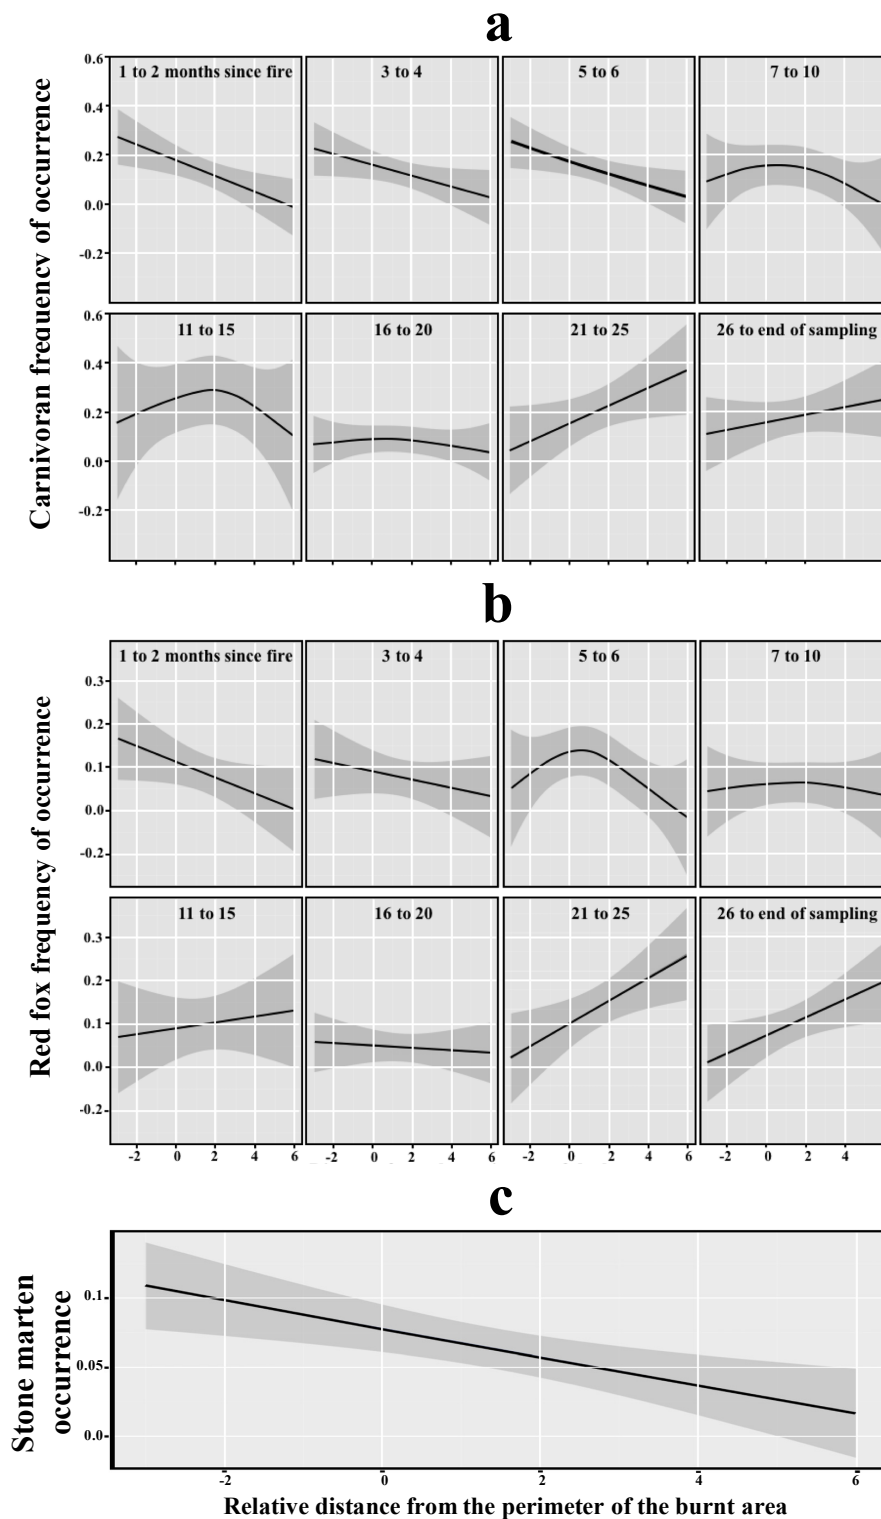 a
1 to 2 months since fire
3 to 4
5 to 6
7 to 10
0.6
0.4
0.2
0.0
-0.2
11 to 15
16 to 20
21 to 25
26 to end of sampling
0.6
0.4
0.2
0.0
-0.2
Carnivoran frequency of occurrence
b
1 to 2 months since fire
3 to 4
5 to 6
7 to 10
0.3
0.2
0.1
0.0
-0.2
11 to 15
16 to 20
21 to 25
26 to end of sampling
0.3
0.2
0.1
0.0
-0.2
Red fox frequency of occurrence
-2 0 2 4 6 -2 0 2 4 6 -2 0 2 4 6 -2 0 2 4
c
Stone marten
occurrence
0.1
0.05
0.0
-2 0 2 4 6
Relative distance from the perimeter of the burnt area